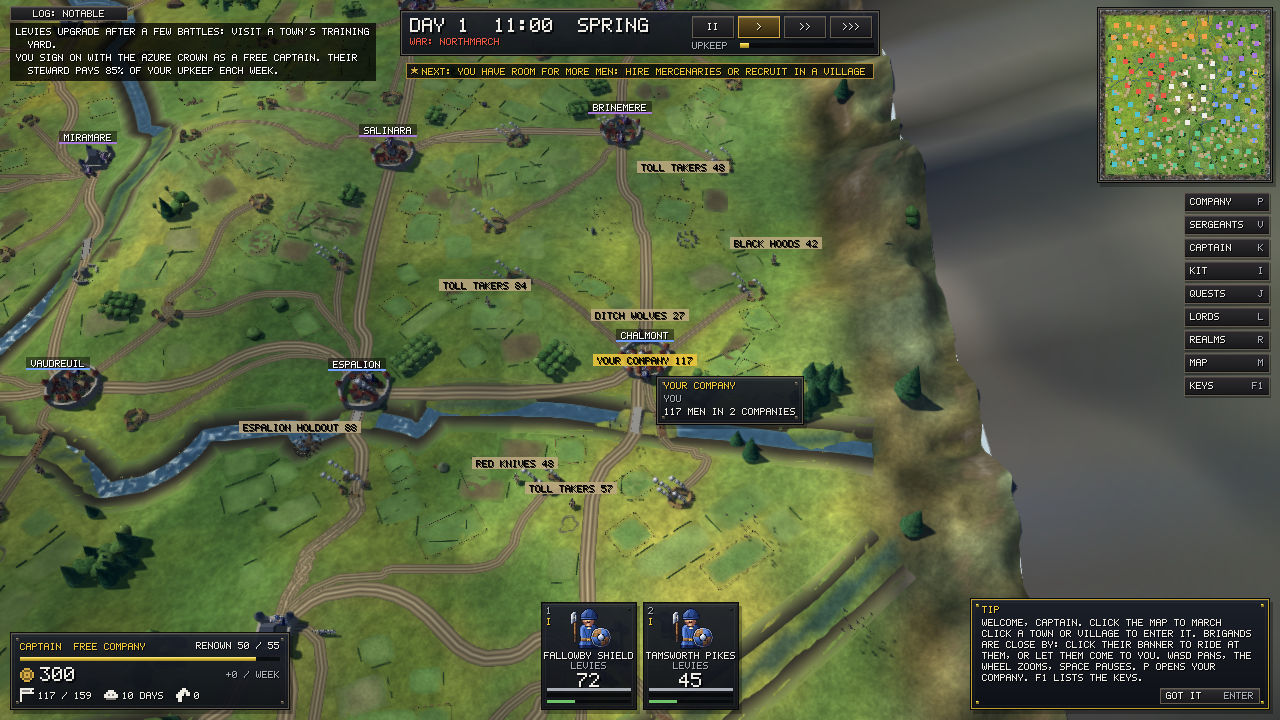 LOG: NOTABLE
LEVIES UPGRADE AFTER A FEW BATTLES: VISIT A TOWN'S TRAINING
YARD.
YOU SIGN ON WITH THE AZURE CROWN AS A FREE CAPTAIN. THEIR
STEWARD PAYS 85% OF YOUR UPKEEP EACH WEEK.
DAY 1 11:00 SPRING
WAR: NORTHMARCH
II > >> >>>
UPKEEP
★NEXT: YOU HAVE ROOM FOR MORE MEN: HIRE MERCENARIES OR RECRUIT IN A VILLAGE
BRINEMERE
SALINARA
MIRAMARE
TOLL TAKERS 48
BLACK HOODS 42
TOLL TAKERS 84
DITCH WOLVES 27
CHALMONT
YOUR COMPANY 117
VAUDREUIL
ESPALION
YOUR COMPANY
YOU
117 MEN IN 2 COMPANIES
ESPALION HOLDOUT 88
RED KNIVES 48
TOLL TAKERS 57
COMPANY P
SERGEANTS V
CAPTAIN K
KIT I
QUESTS J
LORDS L
REALMS R
MAP M
KEYS F1
CAPTAIN FREE COMPANY RENOWN 50 / 55
300 +0 / WEEK
117 / 159 10 DAYS 0
1
I
FALLOWBY SHIELD
LEVIES
72
2
I
TAMSWORTH PIKES
LEVIES
45
TIP
WELCOME, CAPTAIN. CLICK THE MAP TO MARCH
CLICK A TOWN OR VILLAGE TO ENTER IT. BRIGANDS
ARE CLOSE BY: CLICK THEIR BANNER TO RIDE AT
THEM, OR LET THEM COME TO YOU. WASD PANS, THE
WHEEL ZOOMS, SPACE PAUSES. P OPENS YOUR
COMPANY. F1 LISTS THE KEYS.
GOT IT ENTER